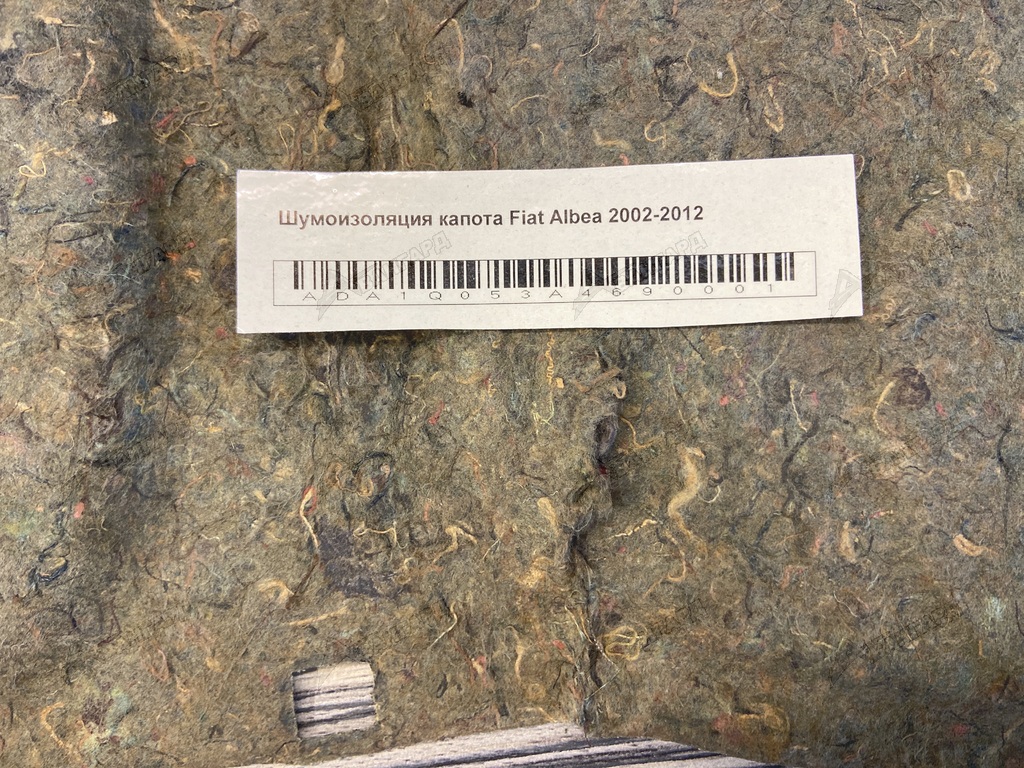 Шумоизоляция капота Fiat Albea 2002-2012
ADA1Q053A4690001